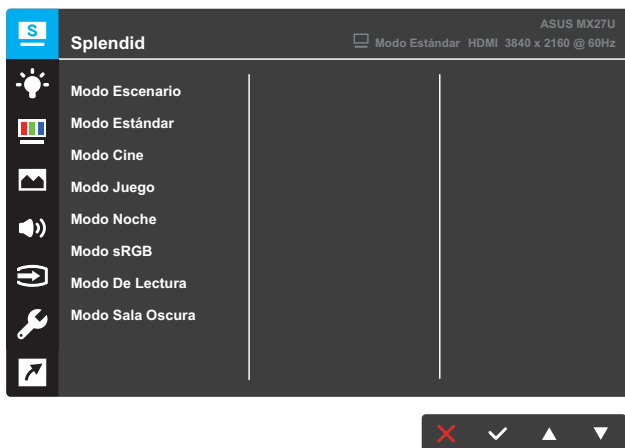 S
ASUS MX27U
Splendid
Modo Estándar HDMI 3840 x 2160 @ 60Hz
Modo Escenario
Modo Estándar
Modo Cine
Modo Juego
Modo Noche
Modo sRGB
Modo De Lectura
Modo Sala Oscura